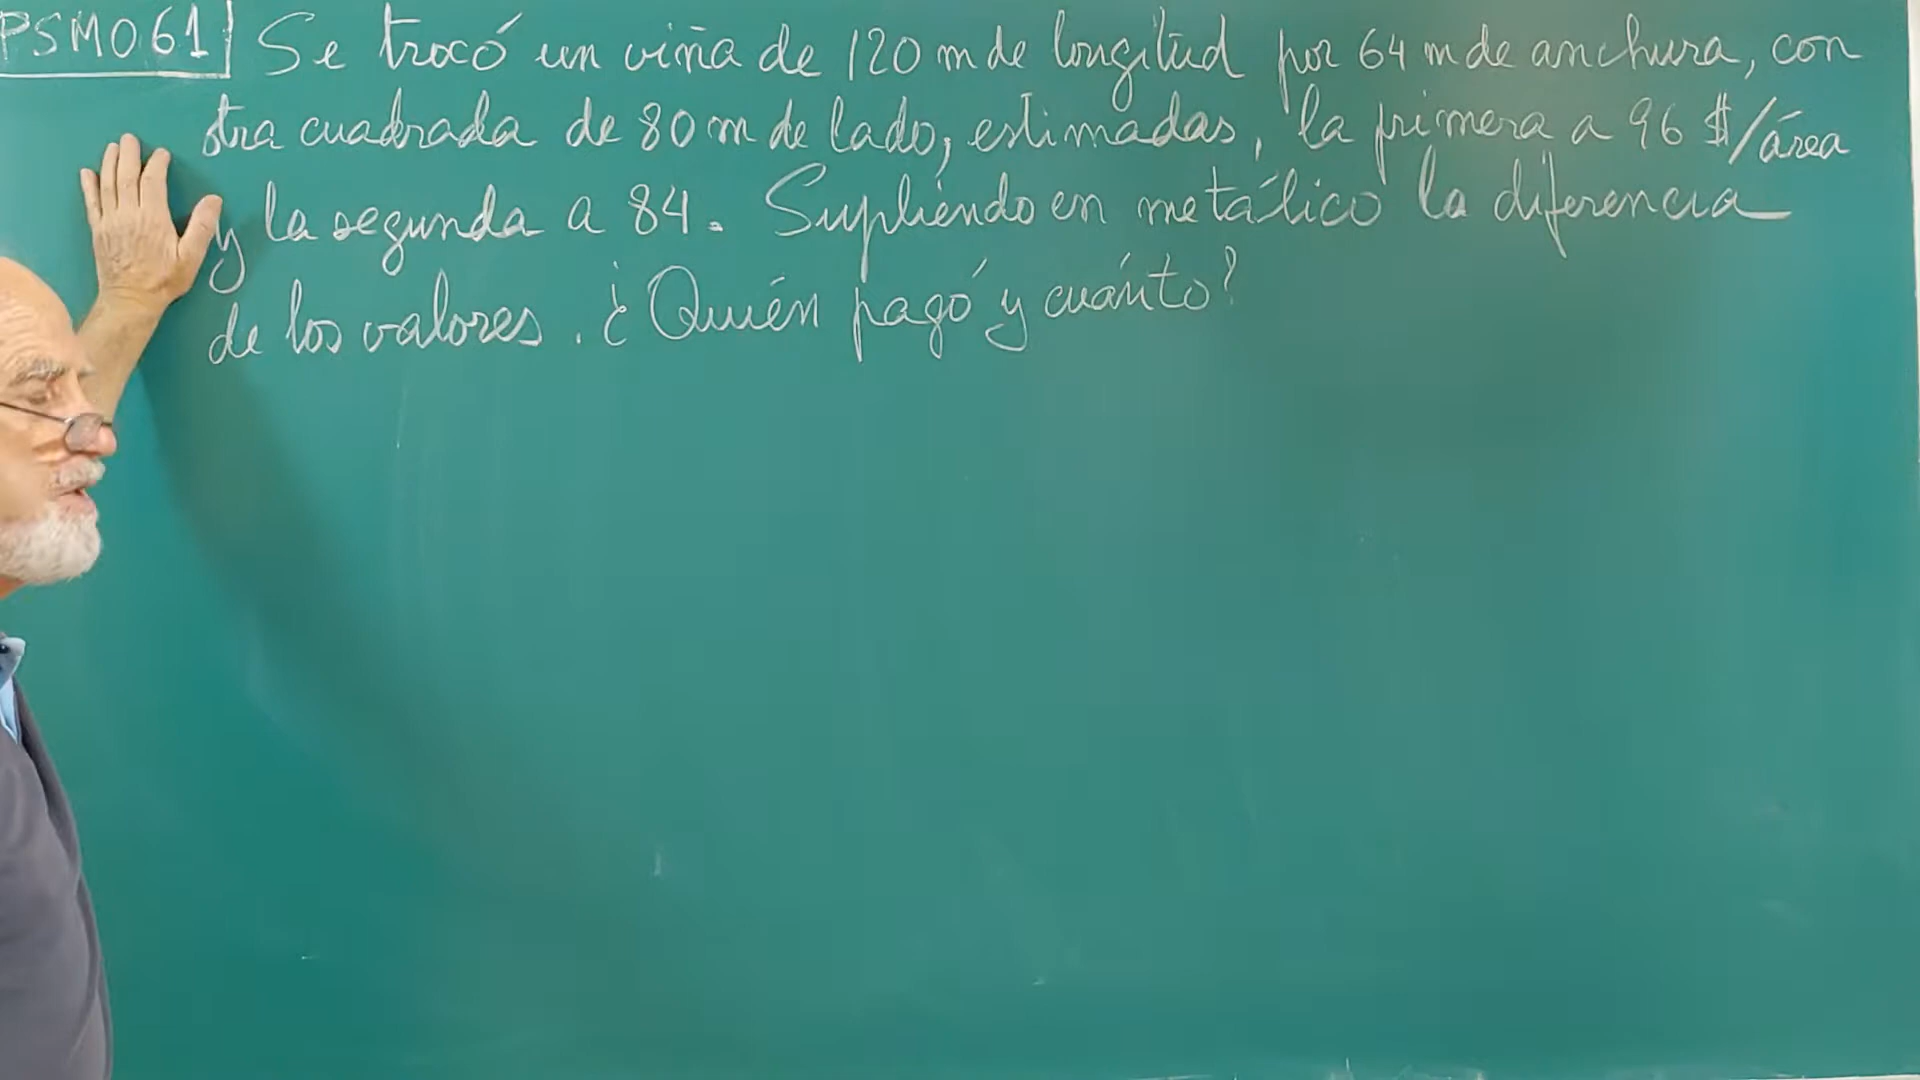 PSM061 Se trocó un viña de 120 m de longitud por 64 m de anchura, con
otra cuadrada de 80 m de lado, estimadas, la primera a 96 $/área
y la segunda a 84. Supliendo en metálico la diferencia
de los valores. ¿Quién pagó y cuánto?